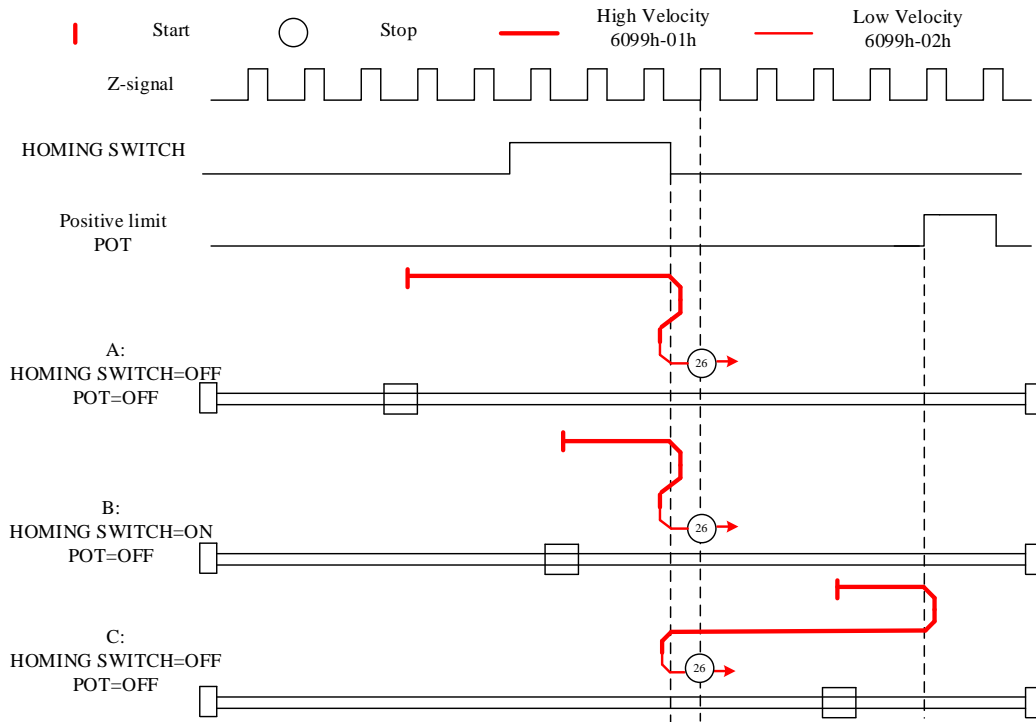 Start
Stop
High Velocity
6099h-01h
Low Velocity
6099h-02h
Z-signal
HOMING SWITCH
Positive limit
POT
26
A:
HOMING SWITCH=OFF
POT=OFF
26
B:
HOMING SWITCH=ON
POT=OFF
C:
HOMING SWITCH=OFF
POT=OFF
26